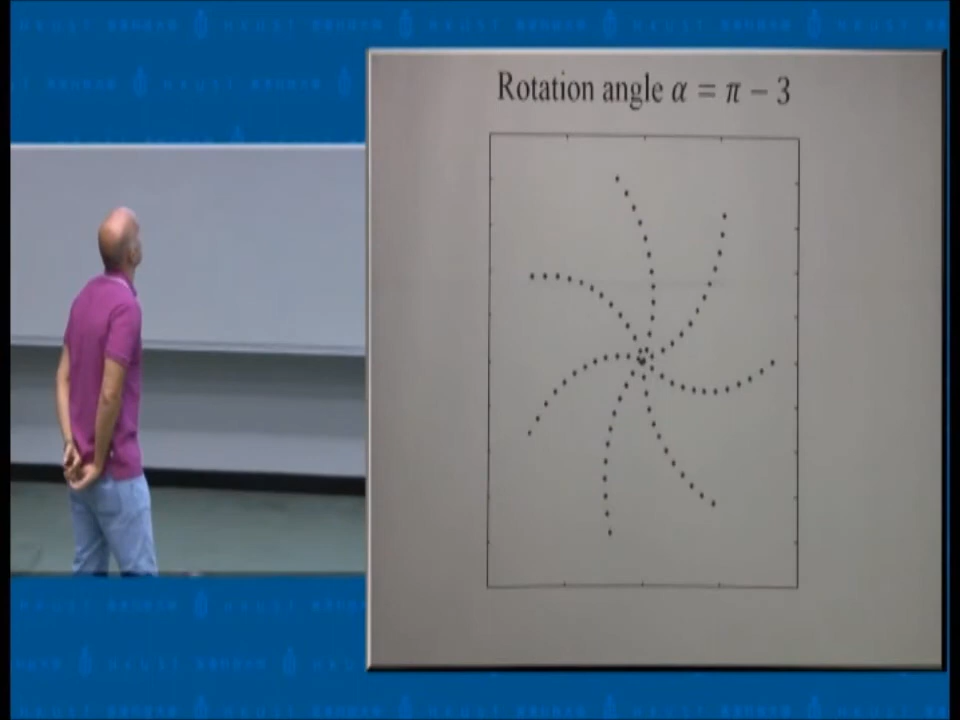 Rotation angle α = π − 3